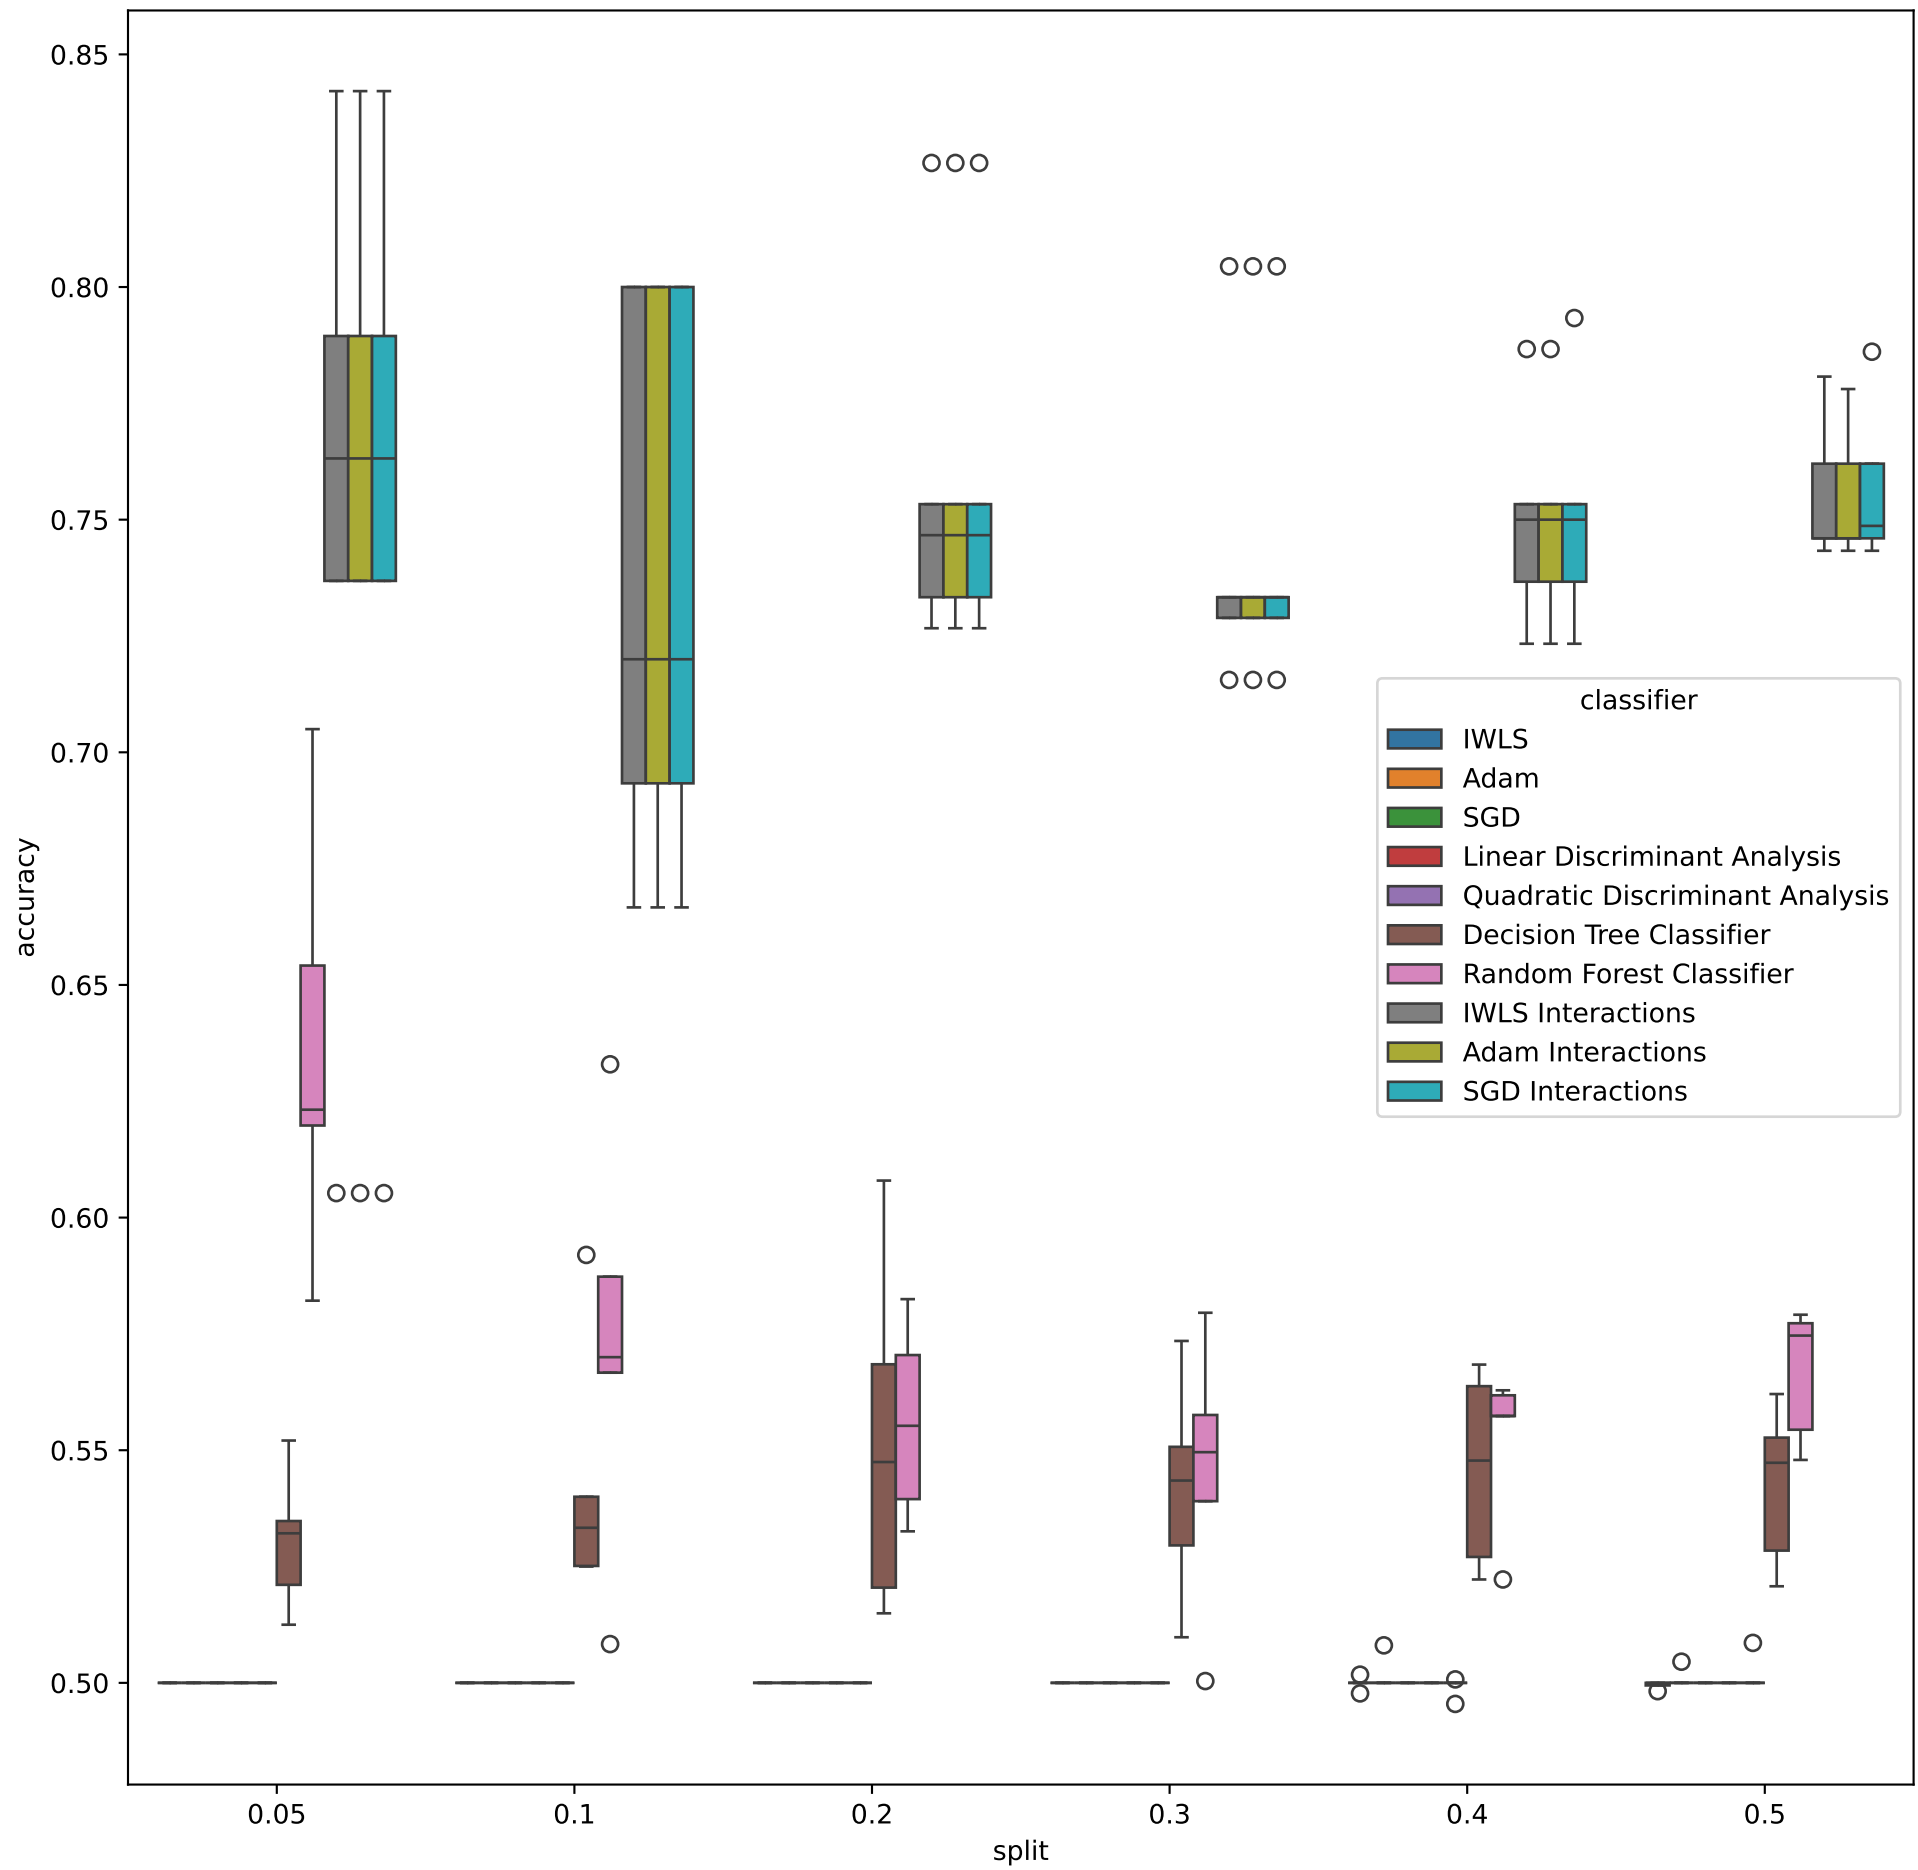 0.85
0.80
0.75
0.70
0.65
0.60
0.55
0.50
accuracy
classifier
IWLS
Adam
SGD
Linear Discriminant Analysis
Quadratic Discriminant Analysis
Decision Tree Classifier
Random Forest Classifier
IWLS Interactions
Adam Interactions
SGD Interactions
0.05 0.1 0.2 0.3 0.4 0.5
split